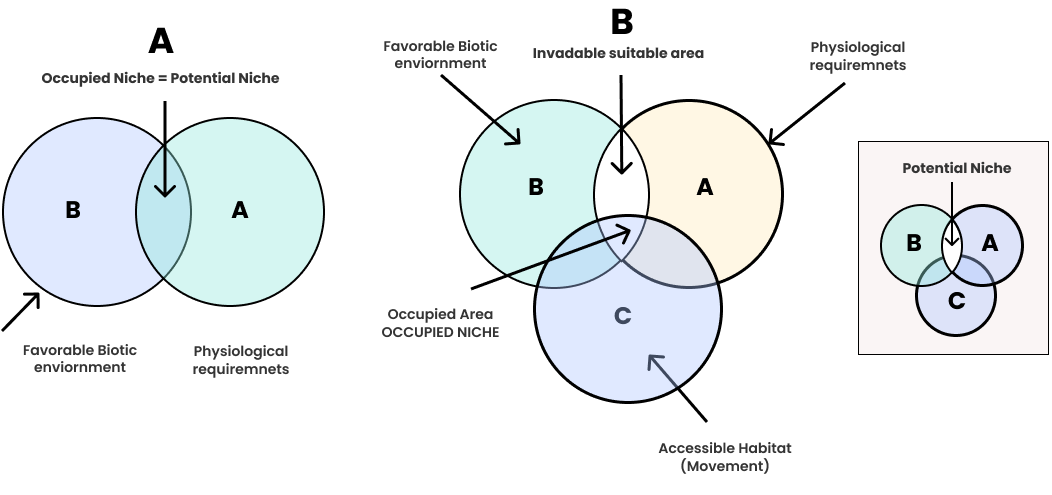 A
Occupied Niche = Potential Niche
B
A
Favorable Biotic
enviornment
Physiological
requiremnets
B
Favorable Biotic
enviornment
Invadable suitable area
Physiological
requiremnets
B
A
C
Occupied Area
OCCUPIED NICHE
Accessible Habitat
(Movement)
Potential Niche
B
A
C